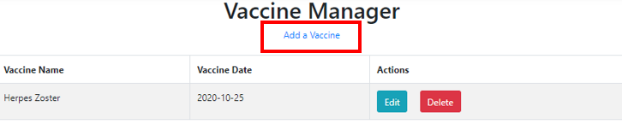 Vaccine Manager
Add a Vaccine
Vaccine Name Vaccine Date Actions
Herpes Zoster 2020-10-25 Edit Delete